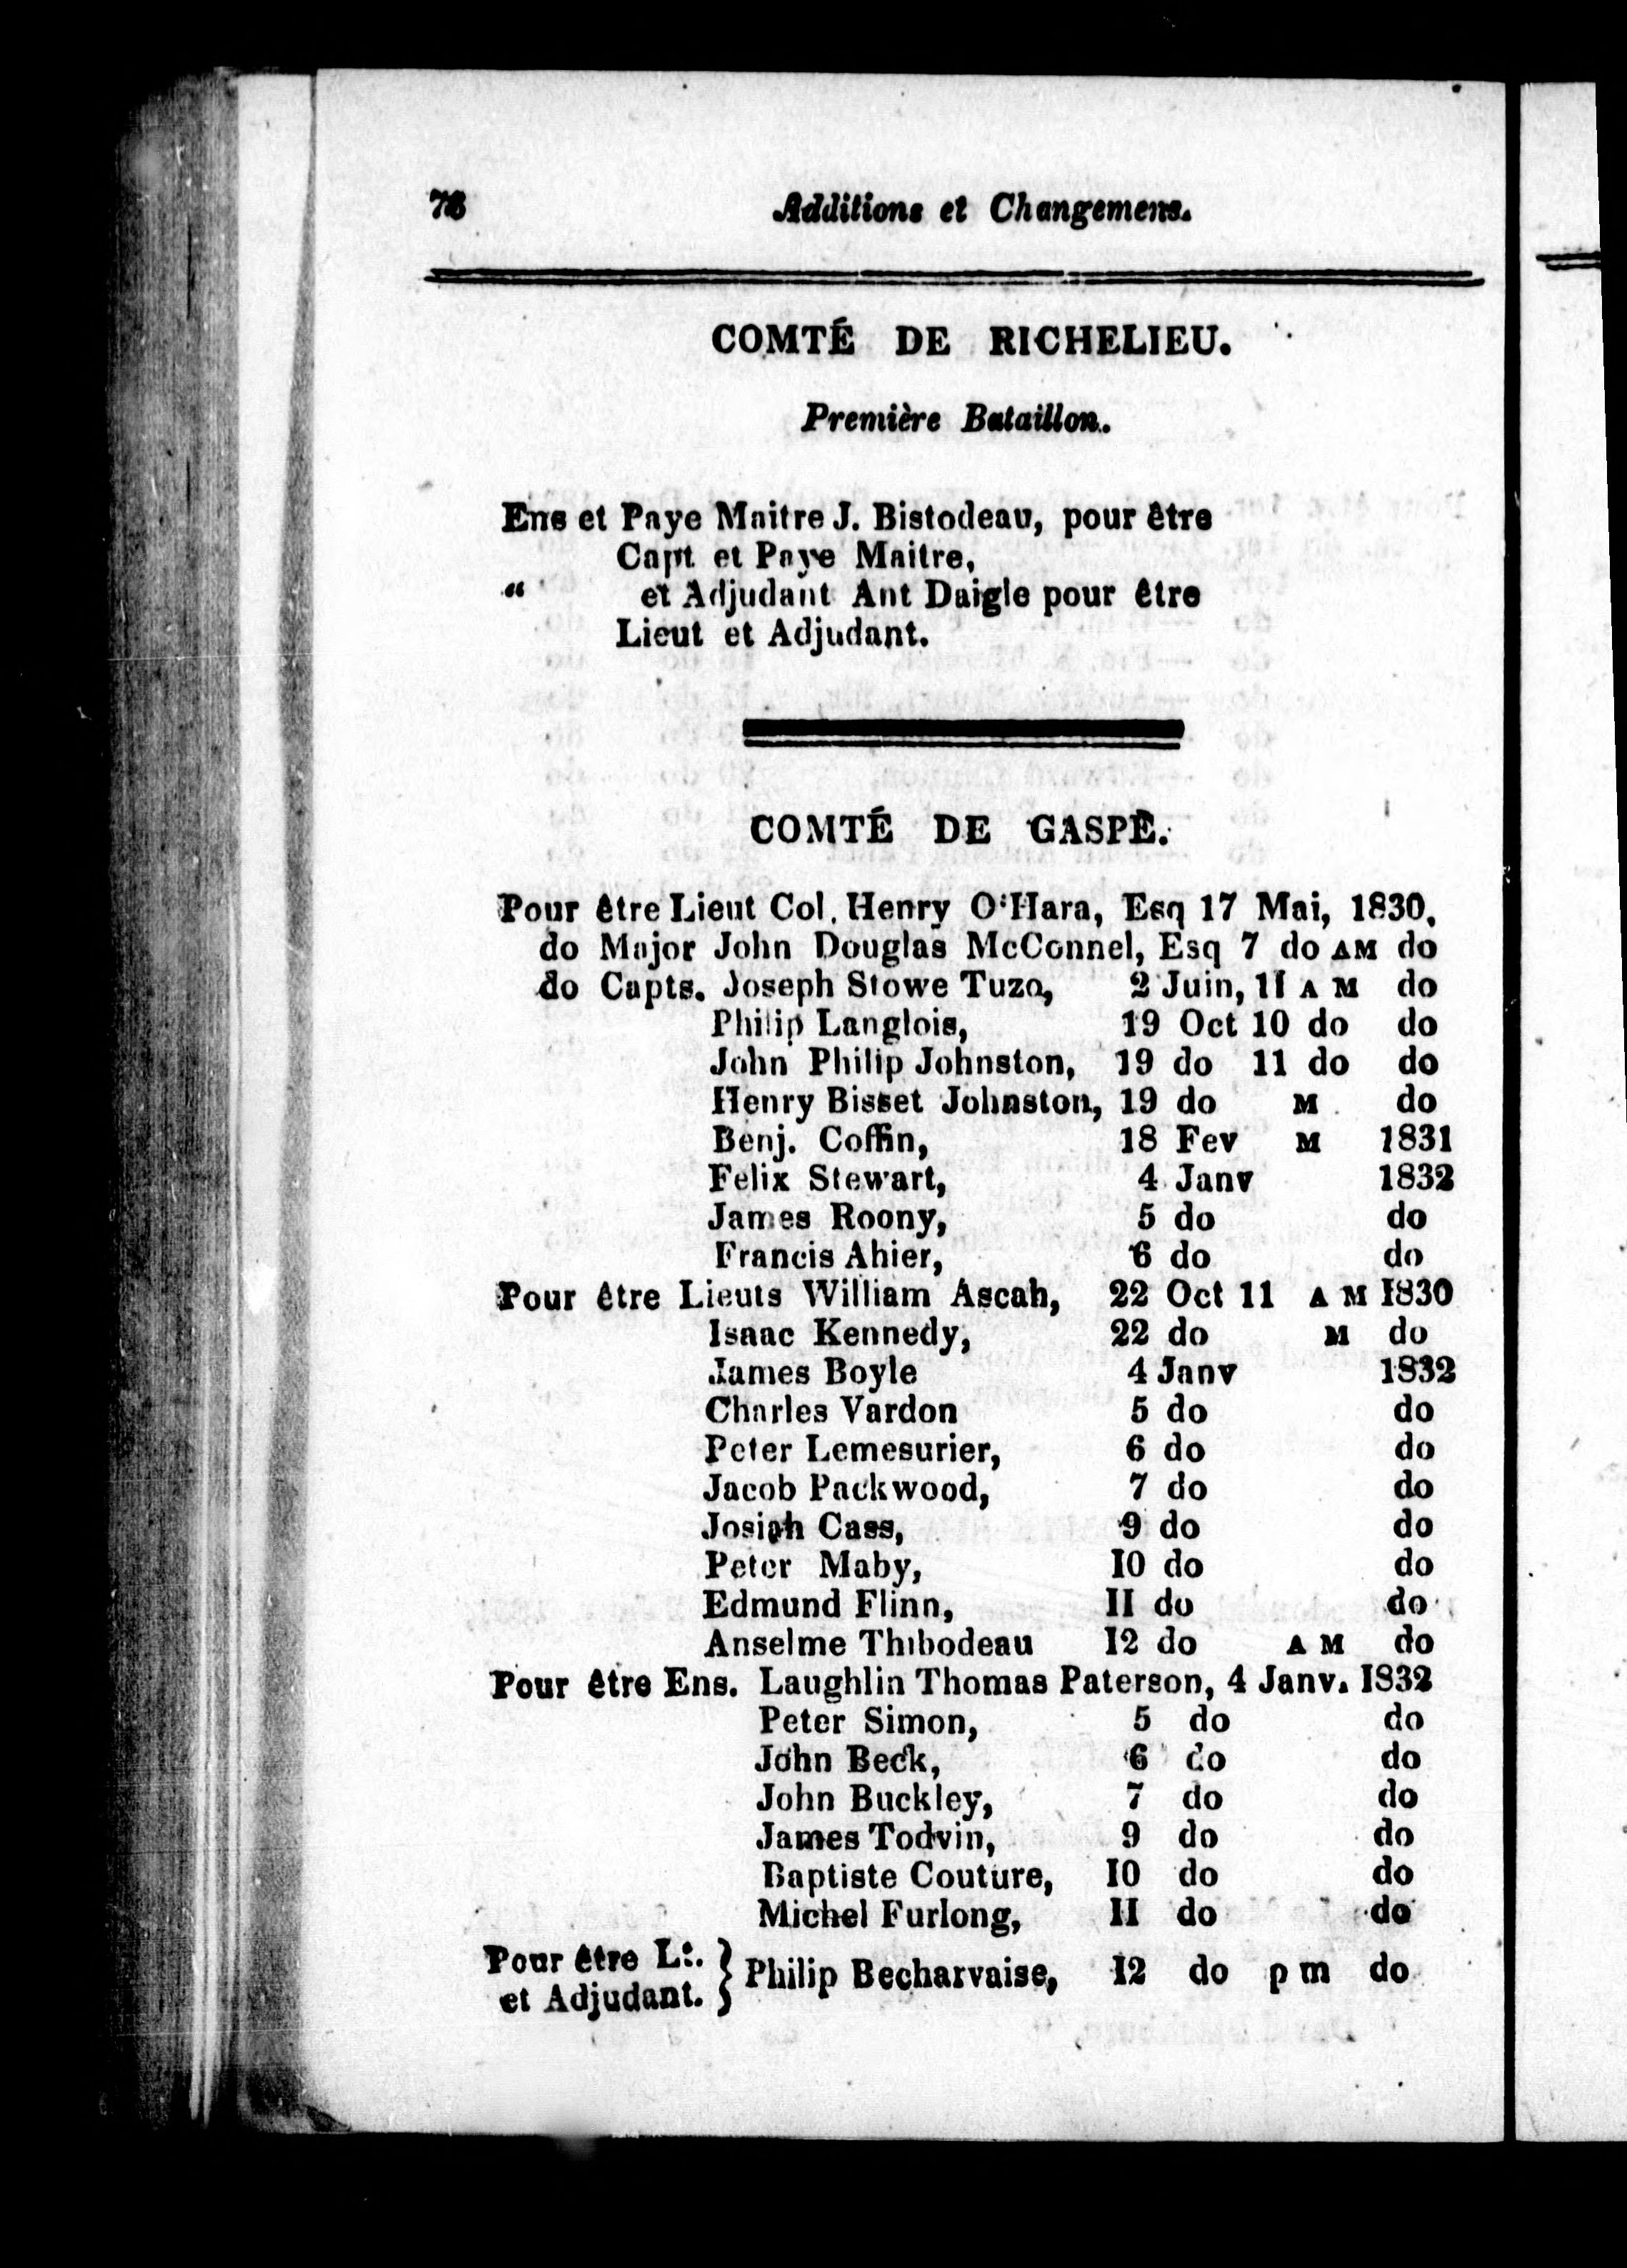 78 Additions et Changemens.
COMTÉ DE RICHELIEU.
Première Bataillon.
Ens et Paye Maitre J. Bistodeau, pour être
Capt et Paye Maitre,
“ et Adjudant Ant Daigle pour être
Lieut et Adjudant.
COMTÉ DE GASPÉ.
Pour être Lieut Col. Henry O'Hara, Esq 17 Mai, 1830.
do Major John Douglas McConnel, Esq 7 do AM do
do Capts. Joseph Stowe Tuzo, 2 Juin, 11 A M do
Philip Langlois, 19 Oct 10 do do
John Philip Johnston, 19 do 11 do do
Henry Bisset Johnston, 19 do M do
Benj. Coffin, 18 Fev M 1831
Felix Stewart, 4 Janv 1832
James Roony, 5 do do
Francis Ahier, 6 do do
Pour être Lieuts William Ascah, 22 Oct 11 A M 1830
Isaac Kennedy, 22 do M do
James Boyle 4 Janv 1832
Charles Vardon 5 do do
Peter Lemesurier, 6 do do
Jacob Packwood, 7 do do
Josiah Cass, 9 do do
Peter Maby, 10 do do
Edmund Flinn, 11 do do
Anselme Thibodeau 12 do A M do
Pour être Ens. Laughlin Thomas Paterson, 4 Janv. 1832
Peter Simon, 5 do do
John Beck, 6 do do
John Buckley, 7 do do
James Todvin, 9 do do
Baptiste Couture, 10 do do
Michel Furlong, 11 do do
Pour être Lt. et Adjudant. } Philip Becharvaise, 12 do p m do